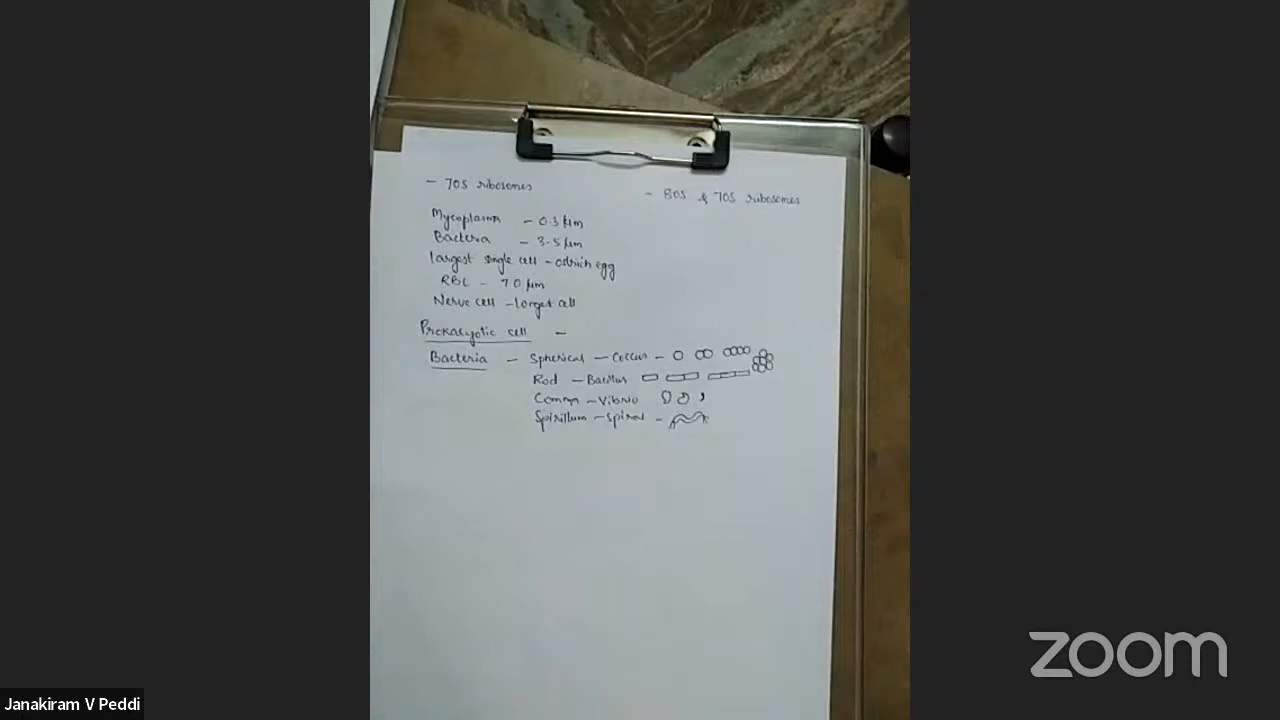 - 70S ribosomes
- 80S & 70S ribosomes
Mycoplasma - 0.3 µm
Bacteria - 3-5 µm
largest single cell - ostrich egg
RBC - 7.0 µm
Nerve cell - longest cell
Prokaryotic cell -
Bacteria - Spherical - Coccus -
Rod - Bacillus
Comma - Vibrio
Spirillum - Spiral -
zoom
Janakiram V Peddi